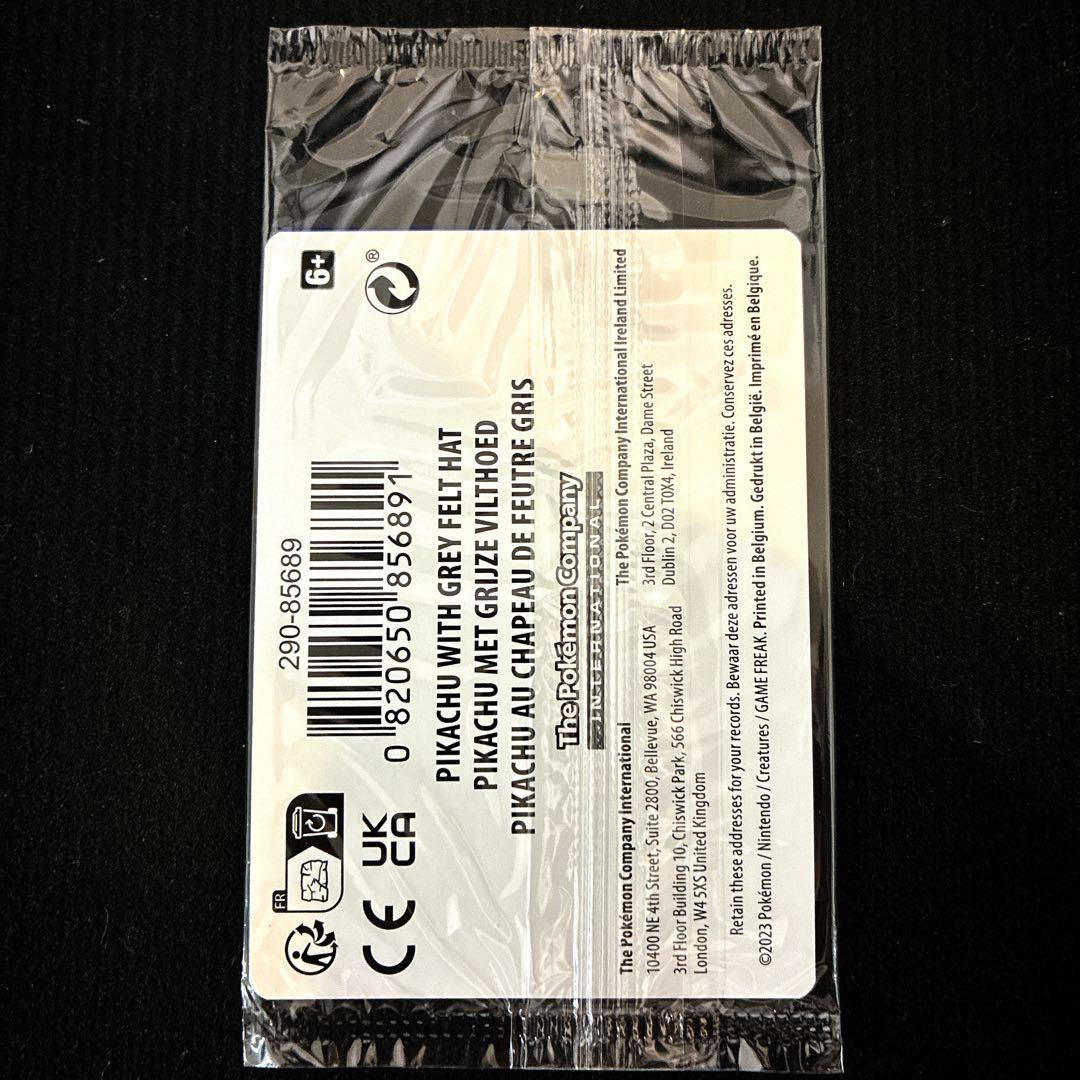 290-85689
6+
0 820650 856891
®
FR
CE
UK
CA
PIKACHU WITH GREY FELT HAT
PIKACHU MET GRIJZE VILTHOED
PIKACHU AU CHAPEAU DE FEUTRE GRIS
The Pokémon Company
INTERNATIONAL
The Pokémon Company International
10400 NE 4th Street, Suite 2800, Bellevue, WA 98004 USA
3rd Floor Building 10, Chiswick Park, 566 Chiswick High Road
London, W4 5XS United Kingdom
The Pokémon Company International Ireland Limited
3rd Floor, 2 Central Plaza, Dame Street
Dublin 2, D02 T0X4, Ireland
Retain these addresses for your records. Bewaar deze adressen voor uw administratie. Conservez ces adresses.
©2023 Pokémon / Nintendo / Creatures / GAME FREAK. Printed in Belgium. Gedrukt in België. Imprimé en Belgique.